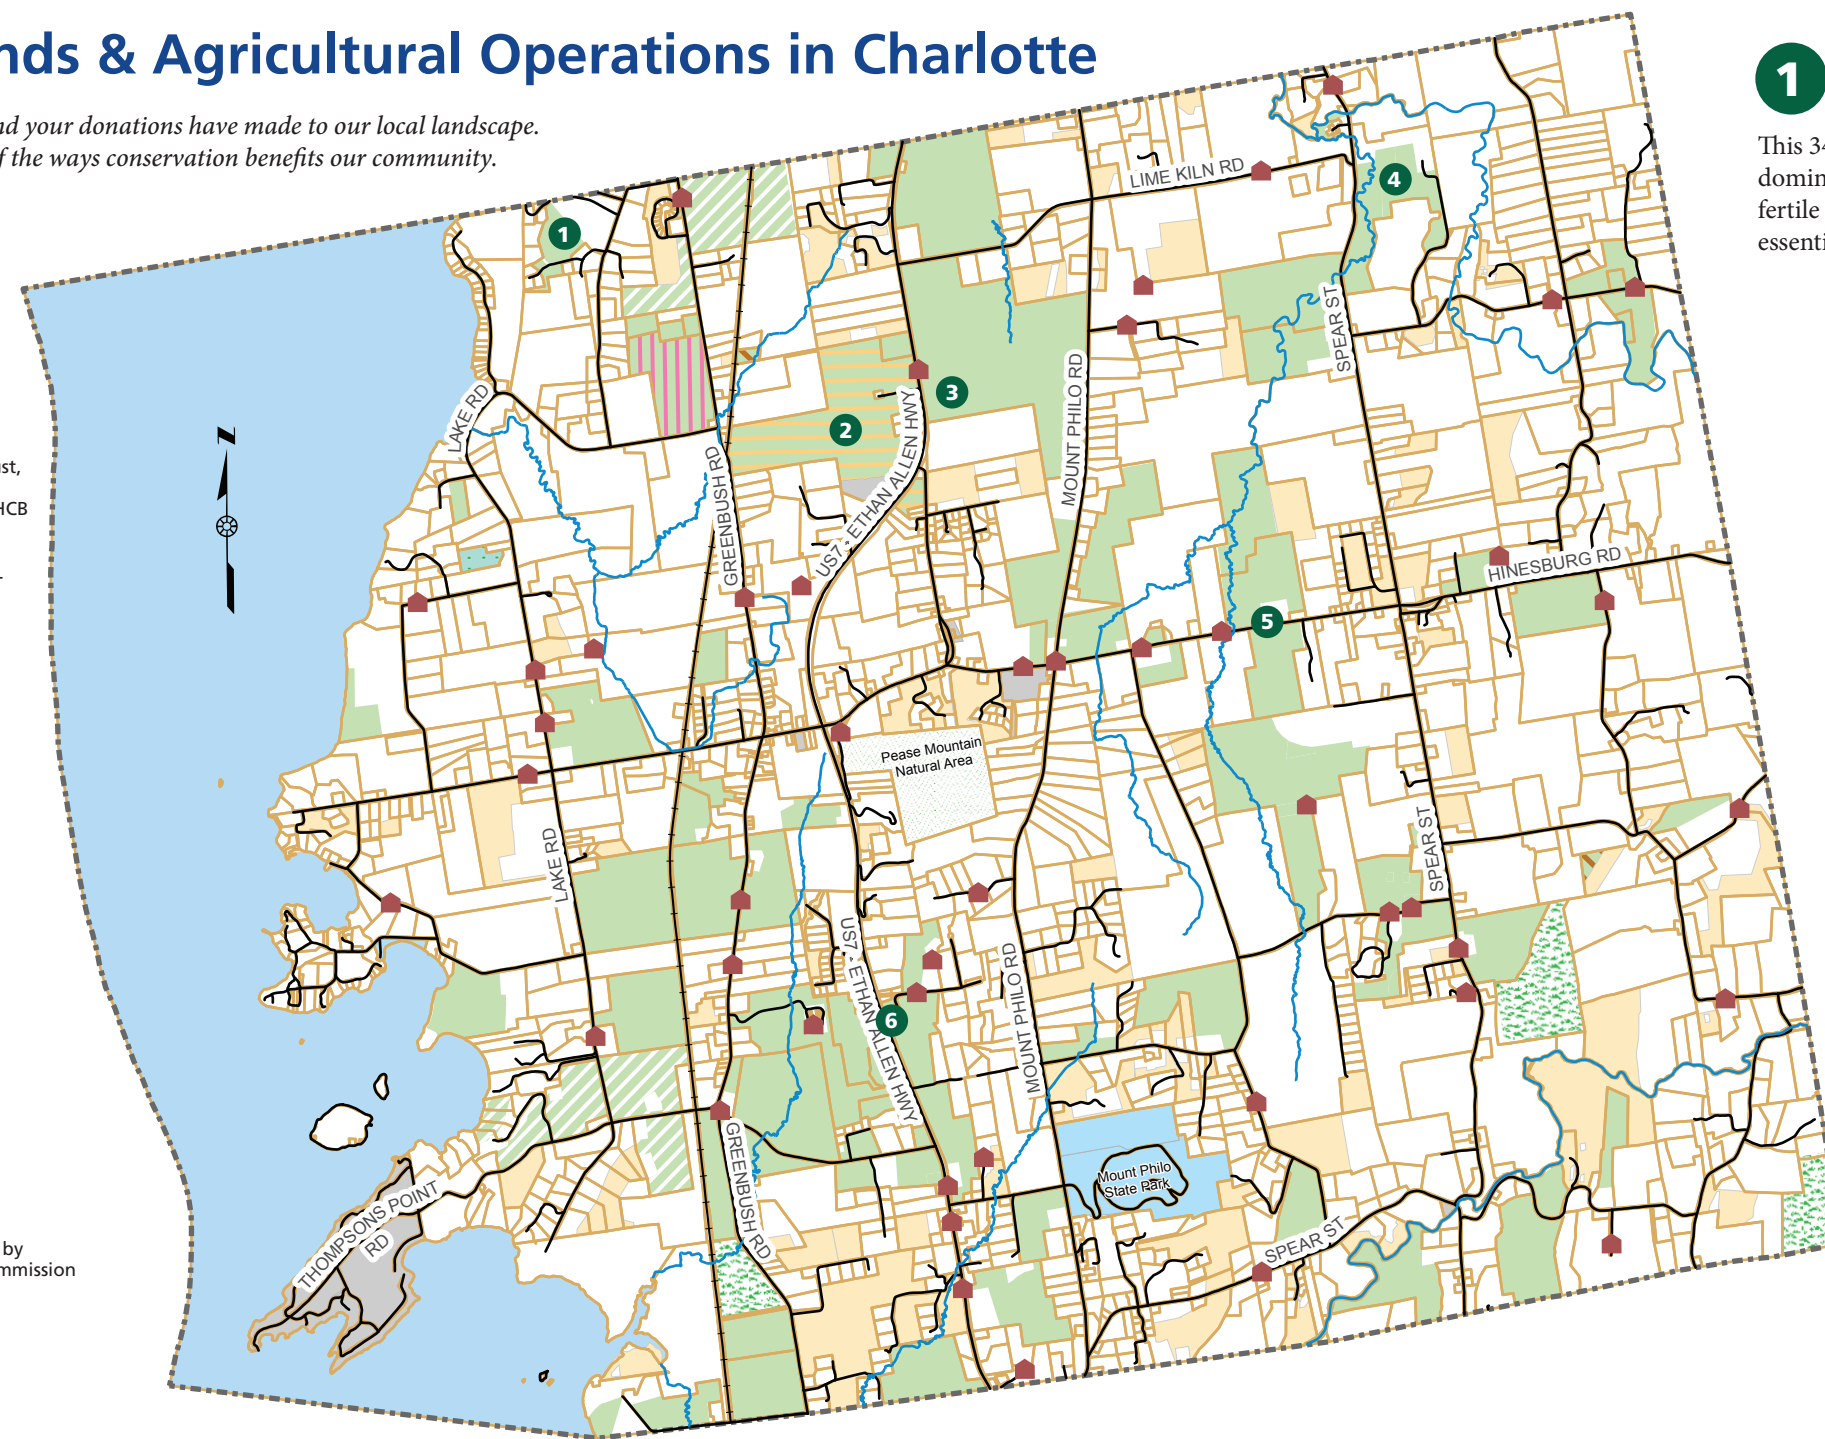 nds & Agricultural Operations in Charlotte
nd your donations have made to our local landscape.
f the ways conservation benefits our community.
1
This 34
domin
fertile
essenti
LIME KILN RD
4
1
SPEAR ST
LAKE RD
N
3
2
MOUNT PHILO RD
st,
HCB
GREENBUSH RD
US7 - ETHAN ALLEN HWY
HINESBURG RD
5
Pease Mountain
Natural Area
LAKE RD
SPEAR ST
US7 - ETHAN ALLEN HWY
MOUNT PHILO RD
6
GREENBUSH RD
Mount Philo
State Park
THOMPSONS POINT
RD
SPEAR ST
by
mmission